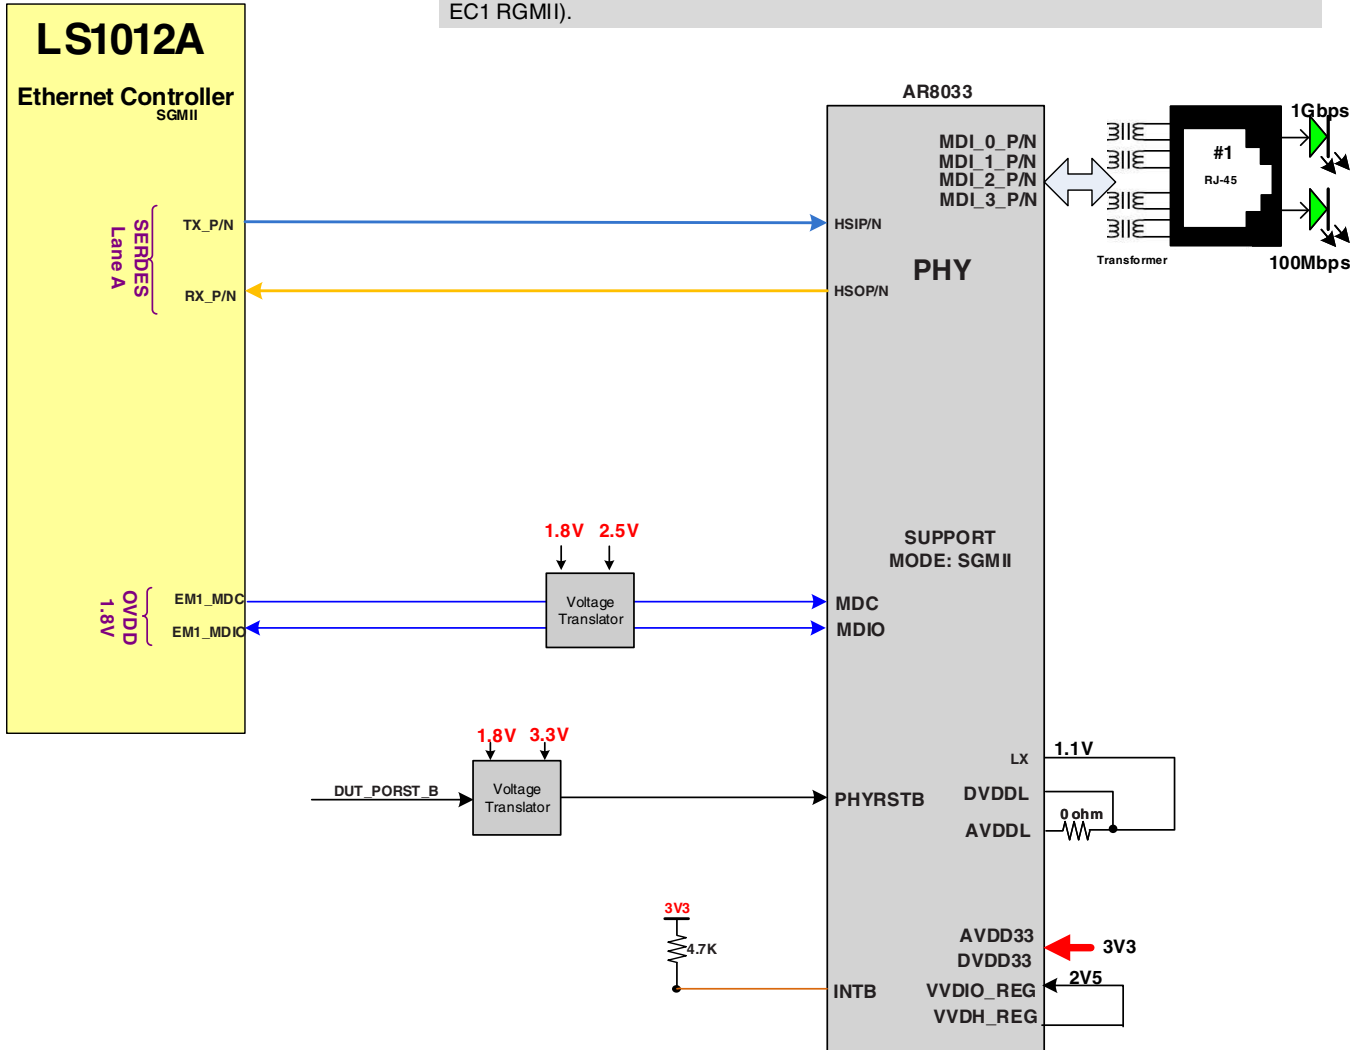 EC1 RGMII).
LS1012A
Ethernet Controller
SGMII
AR8033
MDI_0_P/N
MDI_1_P/N
MDI_2_P/N
MDI_3_P/N
#1
RJ-45
1Gbps
100Mbps
Transformer
SERDES
Lane A
TX_P/N
RX_P/N
HSIP/N
HSOP/N
PHY
SUPPORT
MODE: SGMII
1.8V 2.5V
Voltage
Translator
OVDD
1.8V
EM1_MDC
EM1_MDIO
MDC
MDIO
1.8V 3.3V
Voltage
Translator
DUT_PORST_B
PHYRSTB
LX
1.1V
DVDDL
AVDDL
0 ohm
3V3
4.7K
INTB
AVDD33
DVDD33
3V3
VVDIO_REG
2V5
VVDH_REG